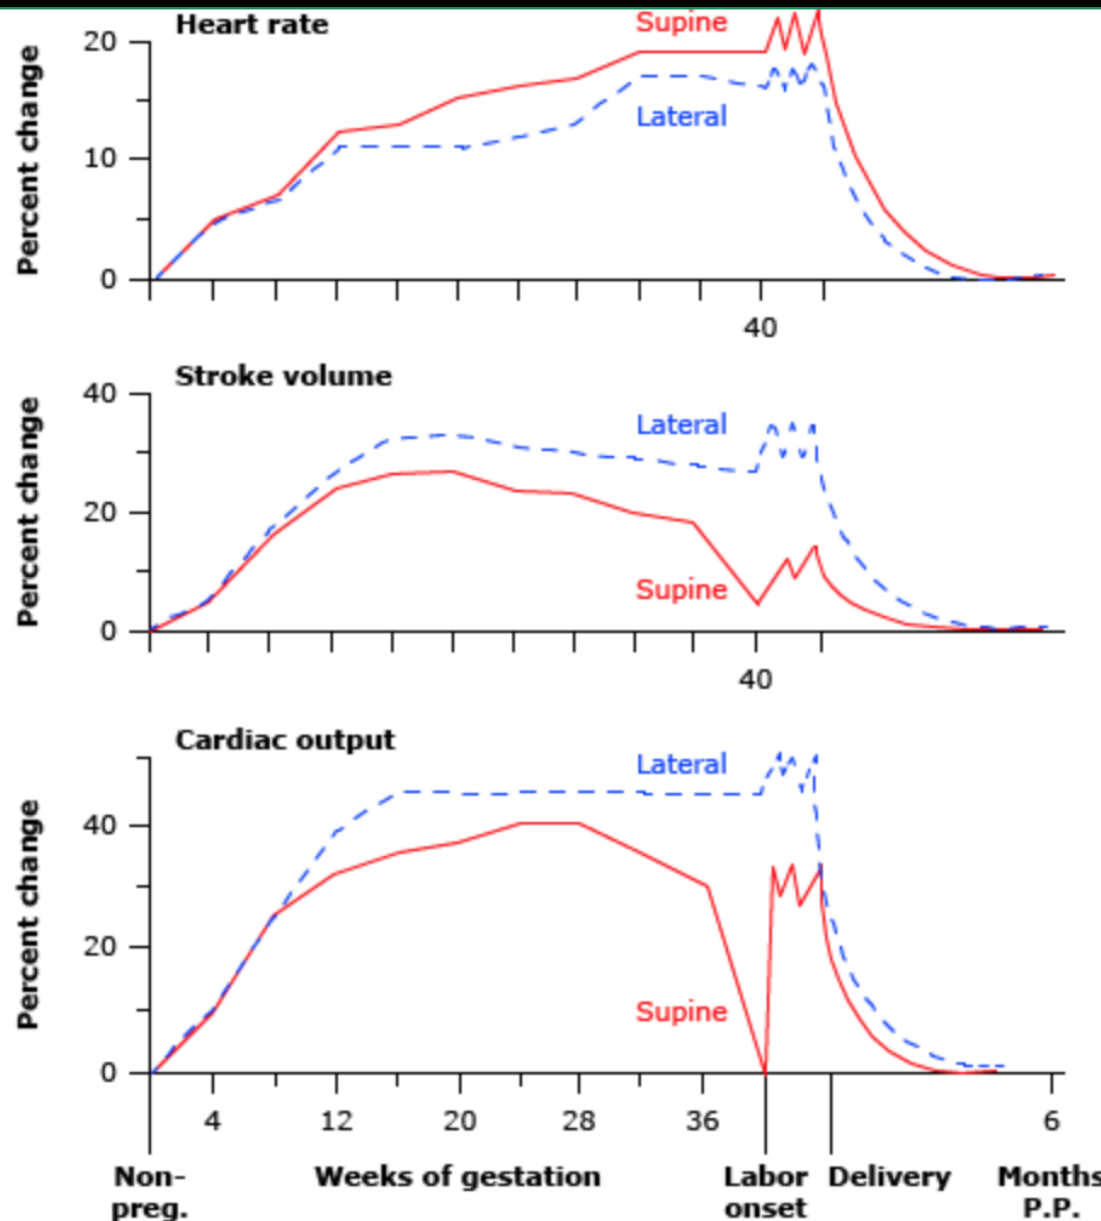 Heart rate
Supine
Lateral
Percent change
20
10
0
40
Stroke volume
Lateral
Supine
Percent change
40
20
0
40
Cardiac output
Lateral
Supine
Percent change
40
20
0
4 12 20 28 36 6
Non- Weeks of gestation Labor Delivery Months
preg. onset P.P.